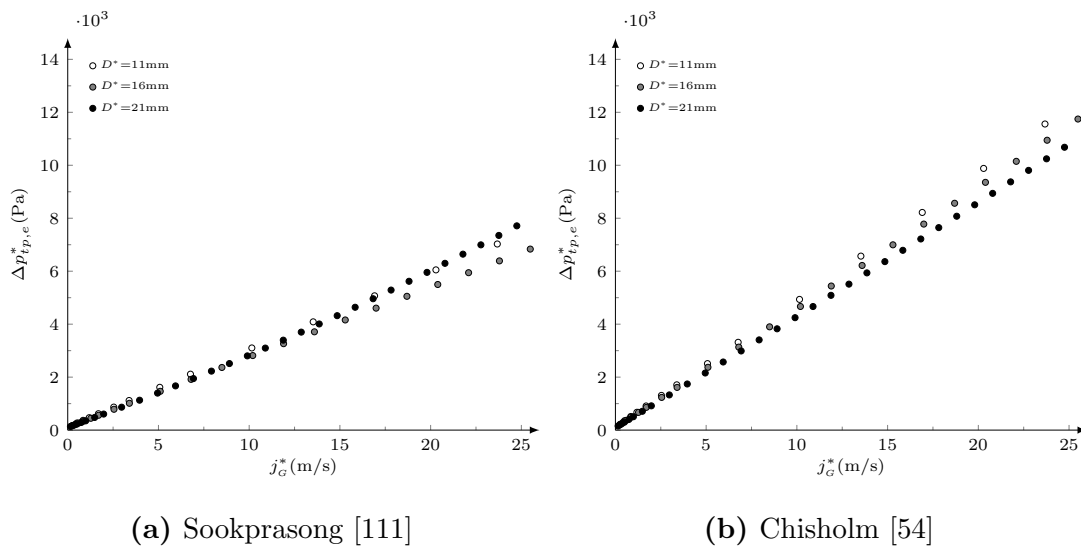 ·10³
14
12
10
8
6
4
2
0
Δp*tp,e(Pa)
D*=11mm
D*=16mm
D*=21mm
0 5 10 15 20 25
j*G(m/s)
(a) Sookprasong [111]
·10³
14
12
10
8
6
4
2
0
Δp*tp,e(Pa)
D*=11mm
D*=16mm
D*=21mm
0 5 10 15 20 25
j*G(m/s)
(b) Chisholm [54]